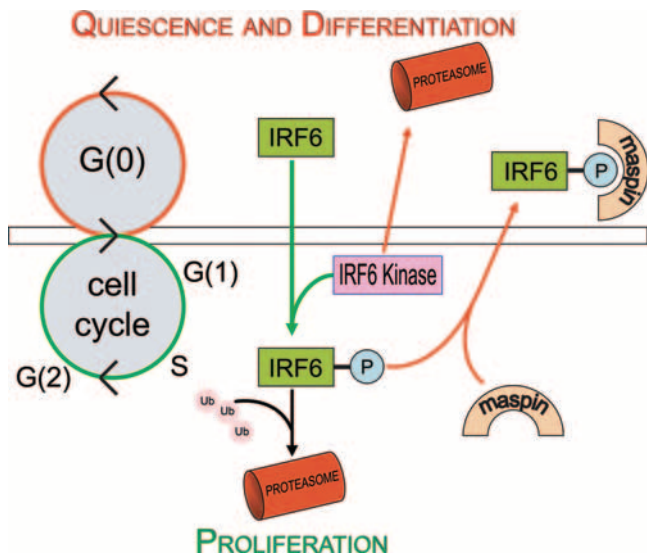 QUIESCENCE AND DIFFERENTIATION
PROTEASOME
IRF6
G(0)
IRF6
P
maspin
IRF6 Kinase
G(1)
cell
cycle
G(2)
S
IRF6
P
maspin
Ub
Ub
Ub
PROTEASOME
PROLIFERATION